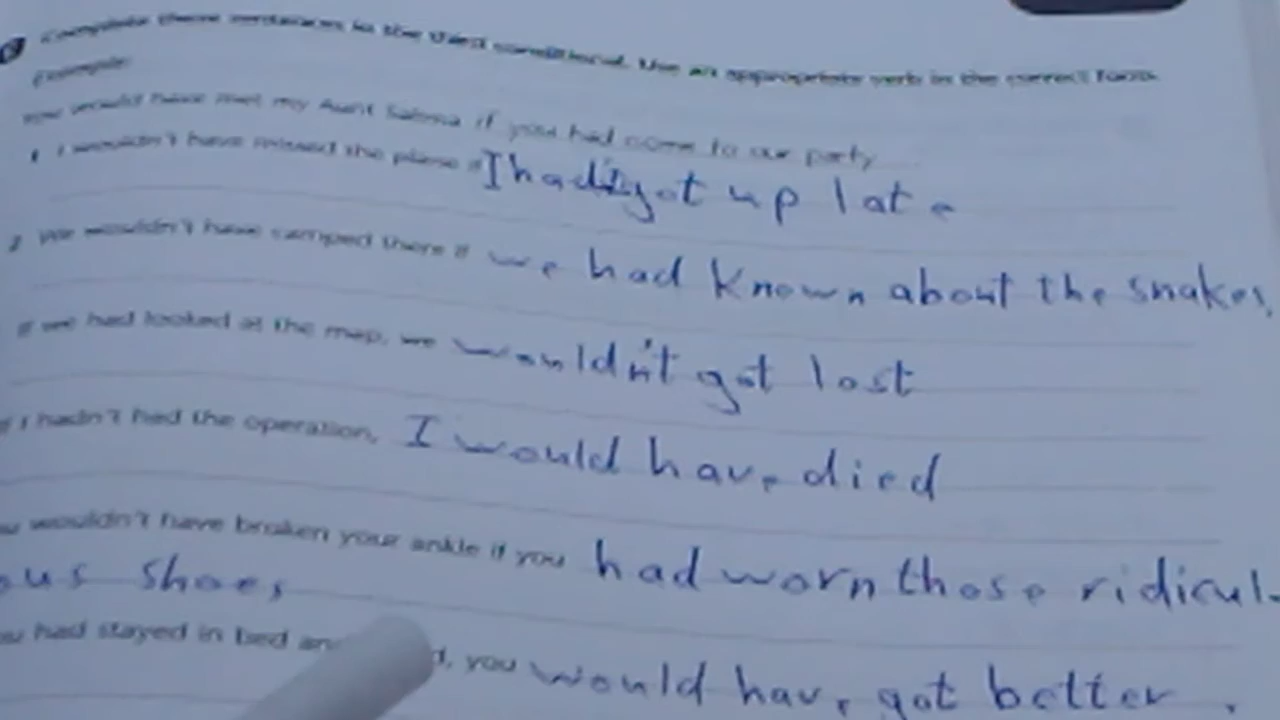 Complete these sentences in the third conditional. Use an appropriate verb in the correct form.
Example:
You would have met my Aunt Salma if you had come to our party
1 I wouldn't have missed the plane if I had got up late
2 We wouldn't have camped there if we had known about the snakes,
If we had looked at the map, we wouldn't got lost
If I hadn't had the operation, I would have died
wouldn't have broken your ankle if you had worn those ridicul-
ous shoes
had stayed in bed you would have got better.